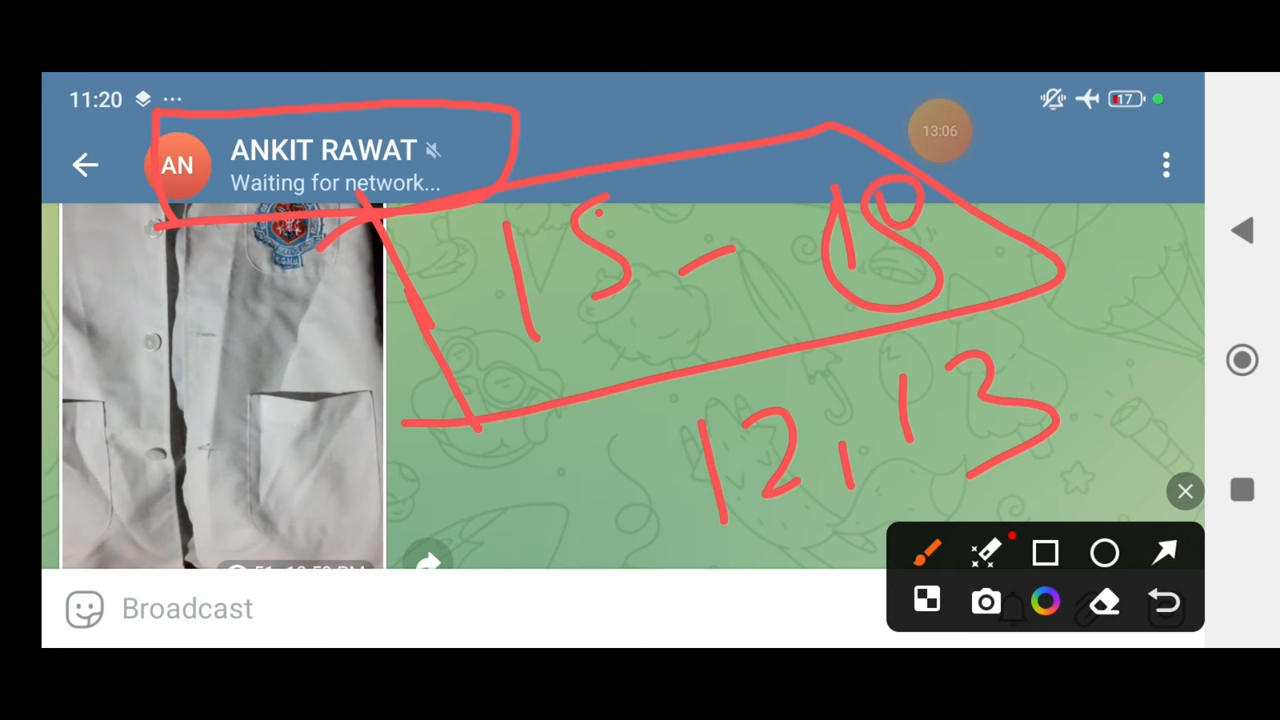 11:20 ... 17
13:06
AN ANKIT RAWAT
Waiting for network...
15 - 18
12, 13
Broadcast